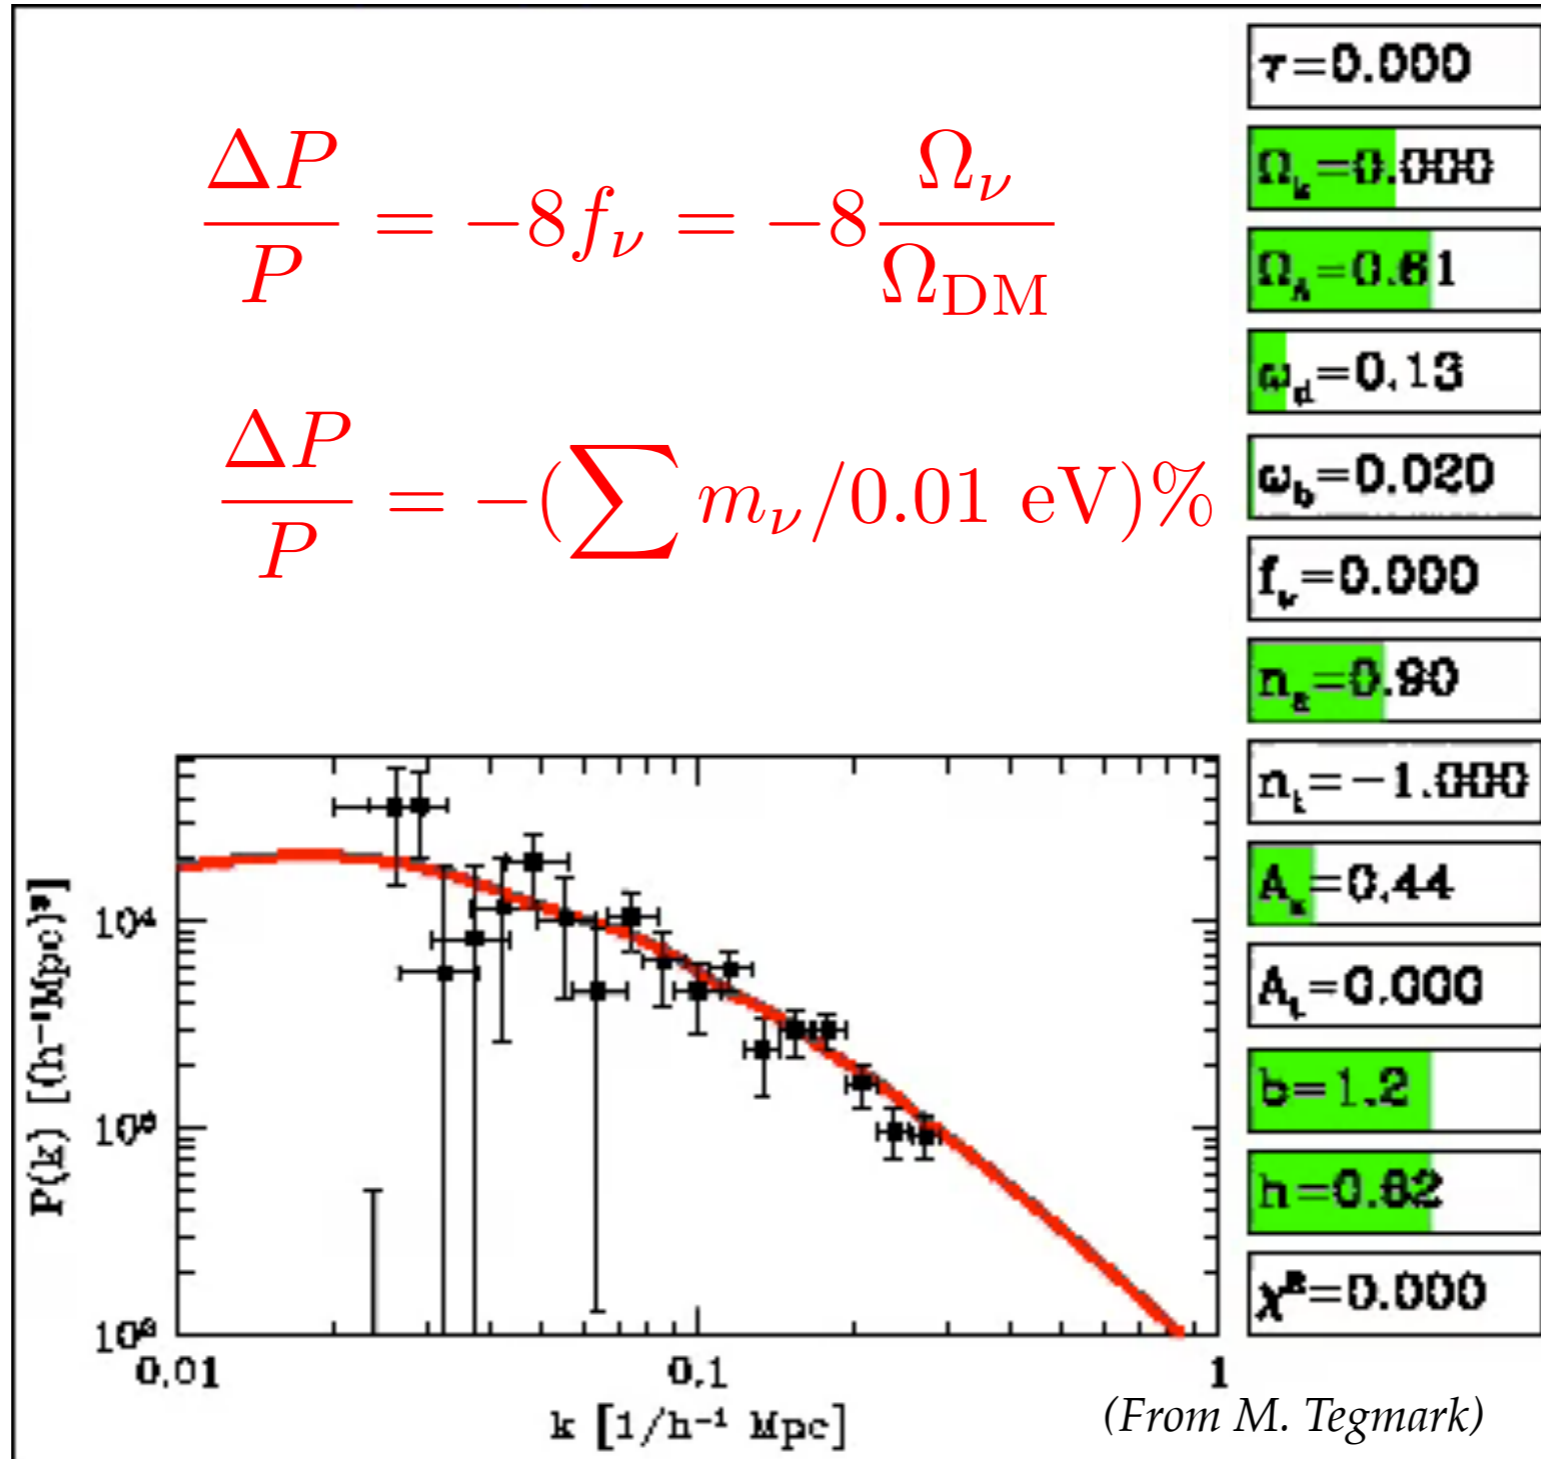 ΔP/P = −8f_ν = −8 Ω_ν/Ω_DM
ΔP/P = −(∑ m_ν/0.01 eV)%
τ=0.000
Ω_k=0.000
Ω_Λ=0.61
ω_d=0.13
ω_b=0.020
f_ν=0.000
n_s=0.90
n_t=−1.000
A_s=0.44
A_t=0.000
b=1.2
h=0.62
χ²=0.000
P(k) [(h⁻¹Mpc)³]
10⁴
0.01
0.1
1
k [1/h⁻¹ Mpc]
(From M. Tegmark)